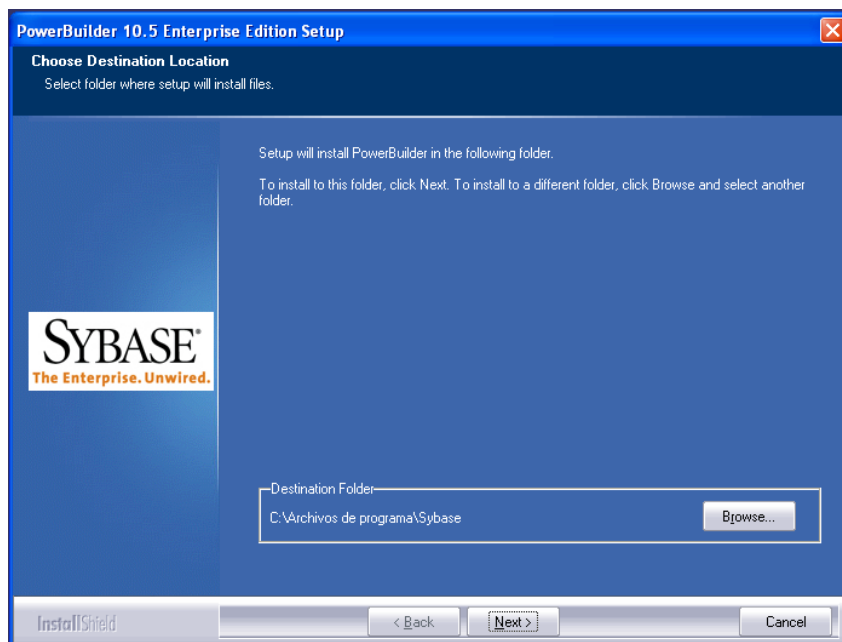 PowerBuilder 10.5 Enterprise Edition Setup
Choose Destination Location
Select folder where setup will install files.
Setup will install PowerBuilder in the following folder.
To install to this folder, click Next. To install to a different folder, click Browse and select another
folder.
SYBASE®
The Enterprise. Unwired.
Destination Folder
C:\Archivos de programa\Sybase
Browse...
InstallShield
< Back
Next >
Cancel